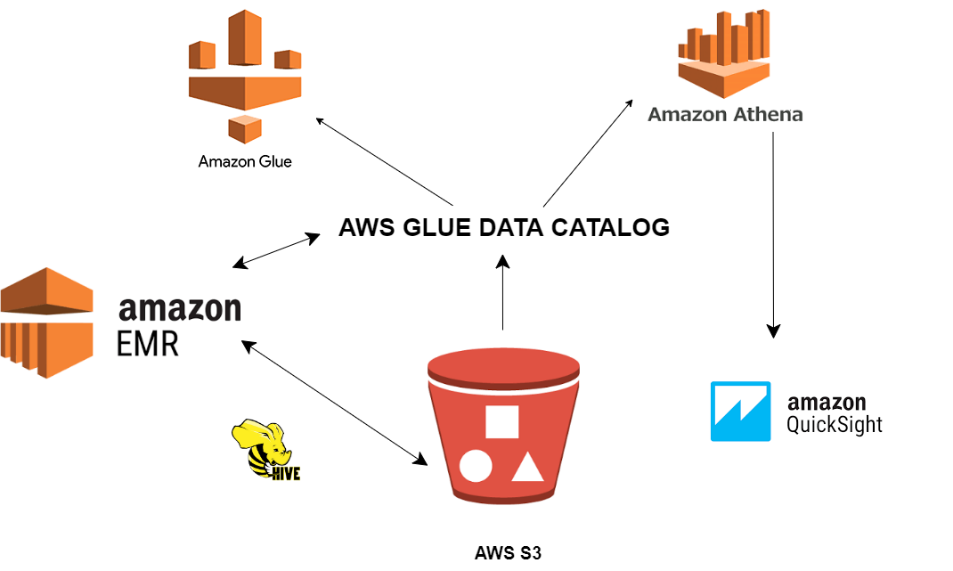 Amazon Glue
Amazon Athena
AWS GLUE DATA CATALOG
amazon
EMR
HIVE
amazon
QuickSight
AWS S3